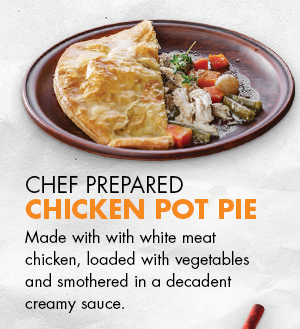 CHEF PREPARED
CHICKEN POT PIE
Made with with white meat
chicken, loaded with vegetables
and smothered in a decadent
creamy sauce.